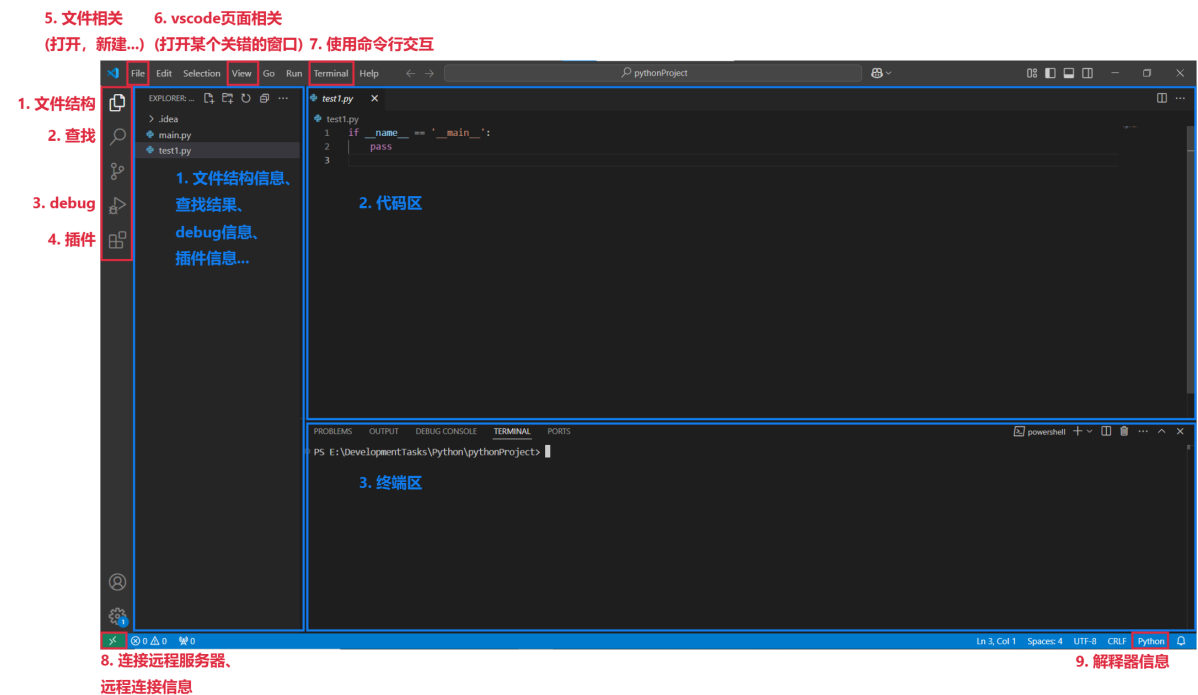 5. 文件相关 6. vscode页面相关
(打开，新建...) (打开某个关错的窗口) 7. 使用命令行交互
File Edit Selection View Go Run Terminal Help pythonProject
1. 文件结构
2. 查找
3. debug
4. 插件
EXPLORER: ...
.idea
main.py
test1.py
1. 文件结构信息、
查找结果、
debug信息、
插件信息...
test1.py
test1.py
1 if __name__ == '__main__':
2 pass
3
2. 代码区
PROBLEMS OUTPUT DEBUG CONSOLE TERMINAL PORTS powershell
PS E:\DevelopmentTasks\Python\pythonProject>
3. 终端区
1
0 0 0 Ln 3, Col 1 Spaces: 4 UTF-8 CRLF Python
8. 连接远程服务器、
远程连接信息
9. 解释器信息